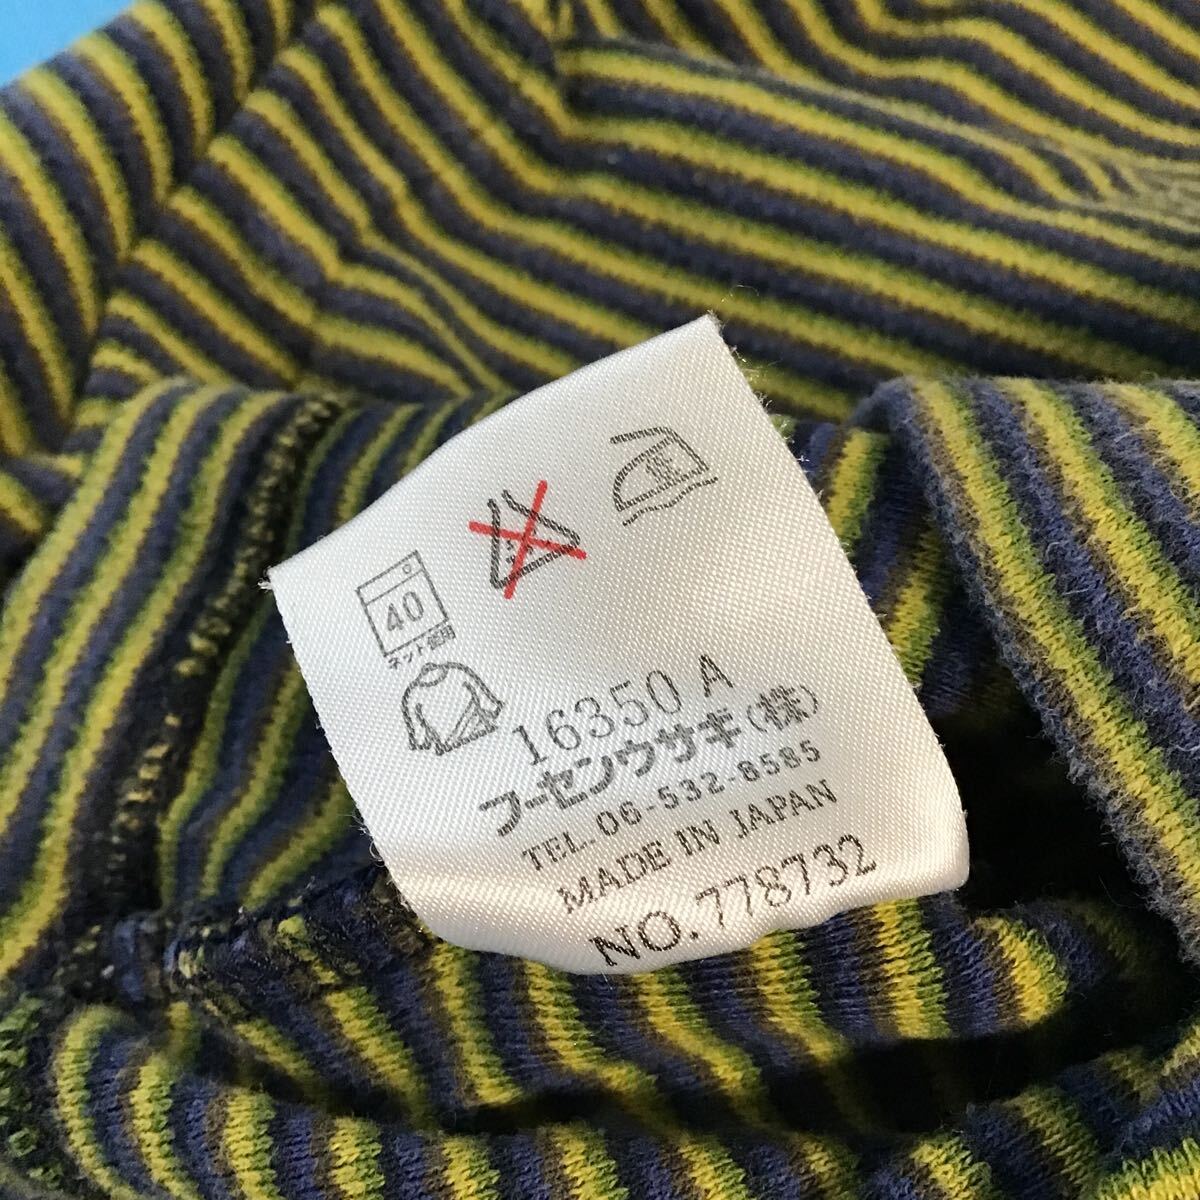 40
ネット使用
16350 A
フーセンウサギ(株)
TEL.06-532-8585
MADE IN JAPAN
NO.778732